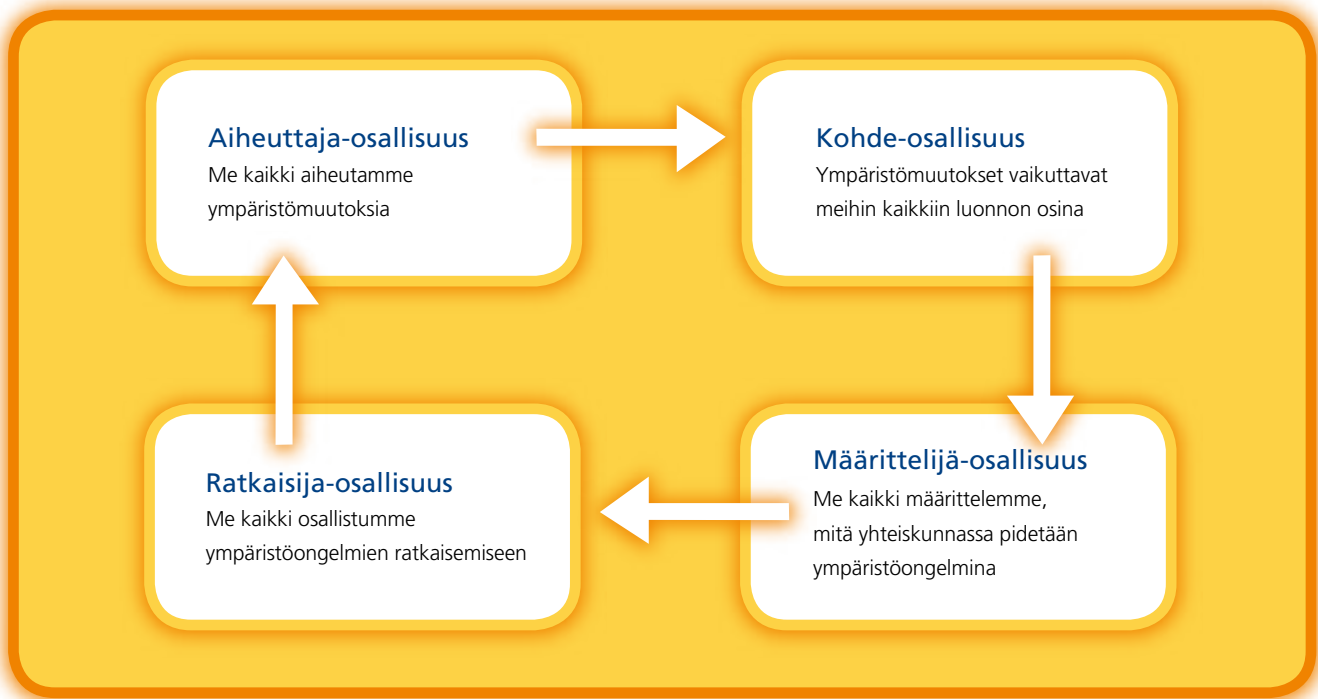 Aiheuttaja-osallisuus
Me kaikki aiheutamme
ympäristömuutoksia
Kohde-osallisuus
Ympäristömuutokset vaikuttavat
meihin kaikkiin luonnon osina
Määrittelijä-osallisuus
Me kaikki määrittelemme,
mitä yhteiskunnassa pidetään
ympäristöongelmina
Ratkaisija-osallisuus
Me kaikki osallistumme
ympäristöongelmien ratkaisemiseen